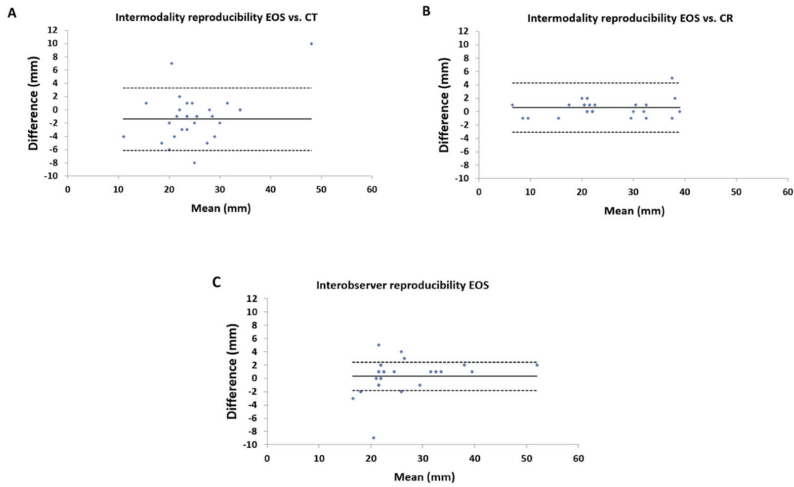 A
Intermodality reproducibility EOS vs. CT
Difference (mm)
12
10
8
6
4
2
0
-2
-4
-6
-8
-10
0 10 20 30 40 50 60
Mean (mm)
B
Intermodality reproducibility EOS vs. CR
Difference (mm)
12
10
8
6
4
2
0
-2
-4
-6
-8
-10
0 10 20 30 40 50 60
Mean (mm)
C
Interobserver reproducibility EOS
Difference (mm)
12
10
8
6
4
2
0
-2
-4
-6
-8
-10
0 10 20 30 40 50 60
Mean (mm)